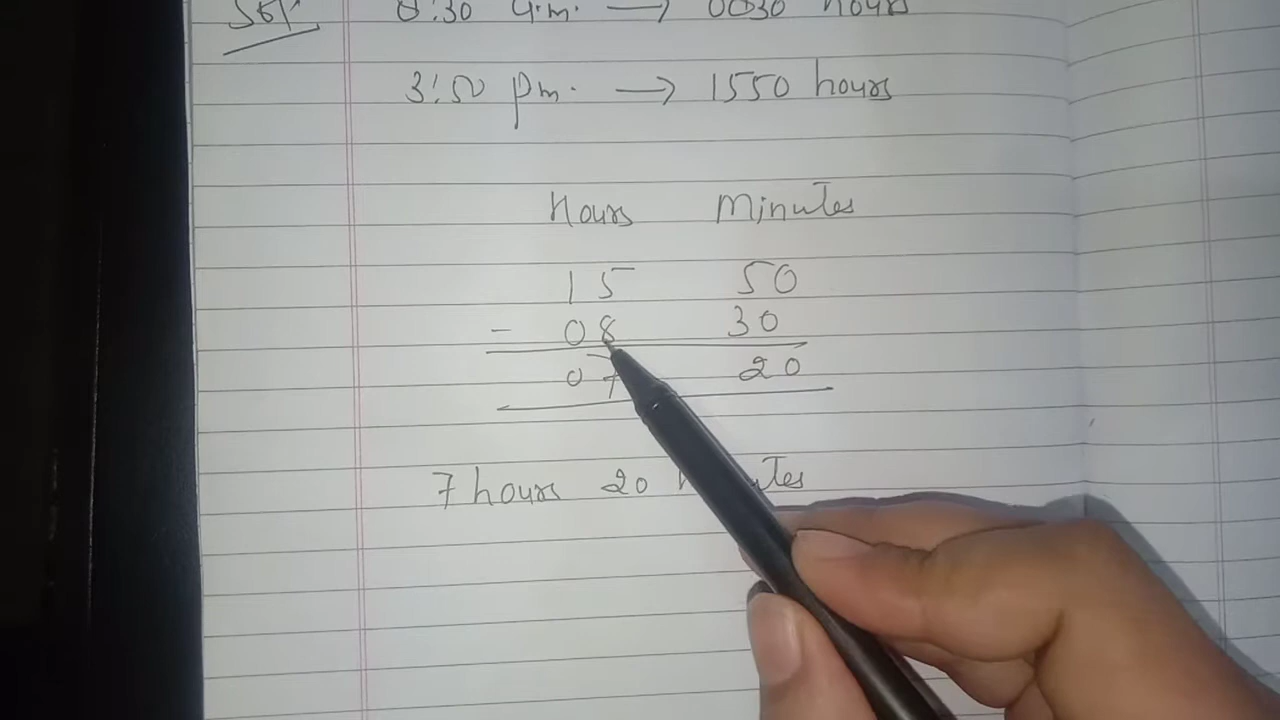 Sol.
8:30 a.m. → 0830 hours
3:50 pm. → 1550 hours
Hours Minutes
15 50
- 08 30
07 20
7 hours 20 minutes